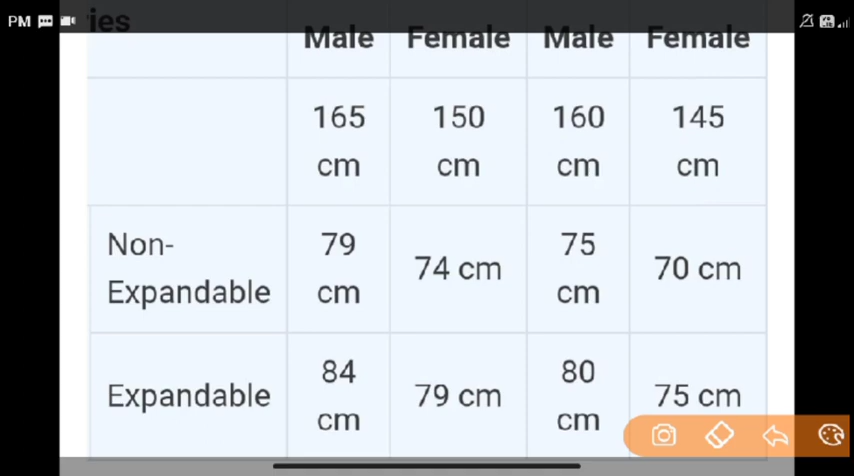 PM
ies
Male Female Male Female
165 150 160 145
cm cm cm cm
Non- 79 75
74 cm 70 cm
Expandable cm cm
84 80
Expandable 79 cm 75 cm
cm cm